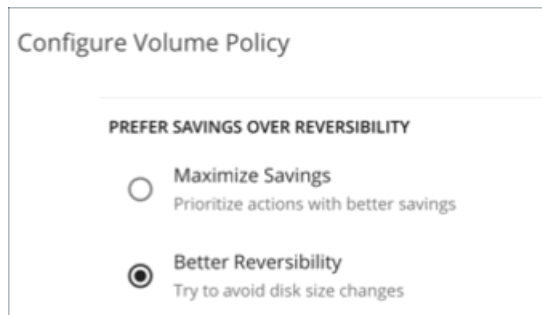 Configure Volume Policy
PREFER SAVINGS OVER REVERSIBILITY
Maximize Savings
Prioritize actions with better savings
Better Reversibility
Try to avoid disk size changes